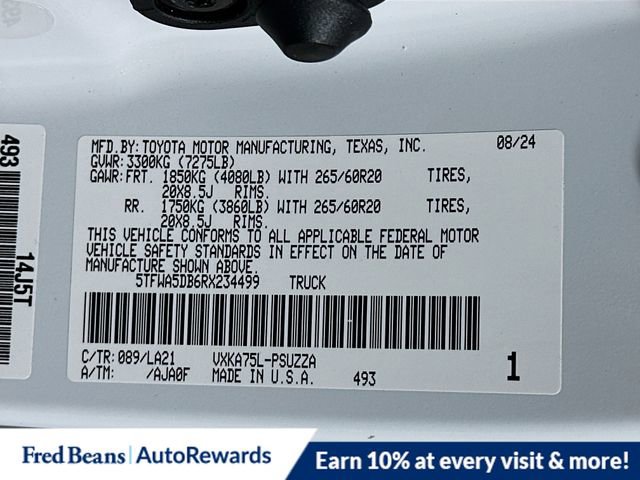 MFD.BY: TOYOTA MOTOR MANUFACTURING, TEXAS, INC. 08/24
GVWR: 3300KG (7275LB)
GAWR: FRT. 1850KG (4080LB) WITH 265/60R20 TIRES,
20X8.5J RIMS.
RR. 1750KG (3860LB) WITH 265/60R20 TIRES,
20X8.5J RIMS.
THIS VEHICLE CONFORMS TO ALL APPLICABLE FEDERAL MOTOR
VEHICLE SAFETY STANDARDS IN EFFECT ON THE DATE OF
MANUFACTURE SHOWN ABOVE.
5TFWA5DB6RX234499 TRUCK
C/TR: 089/LA21 VXKA75L-PSUZZA
A/TM: /AJA0F MADE IN U.S.A. 493 1
493
14J5T
Fred Beans | AutoRewards
Earn 10% at every visit & more!